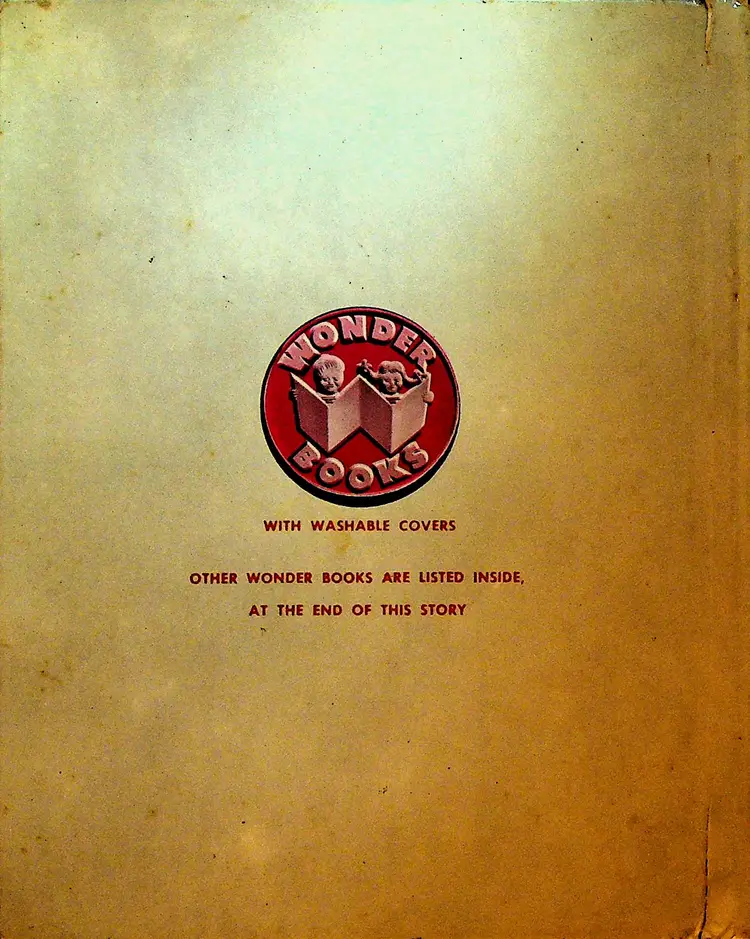 WONDER
BOOKS
WITH WASHABLE COVERS
OTHER WONDER BOOKS ARE LISTED INSIDE,
AT THE END OF THIS STORY